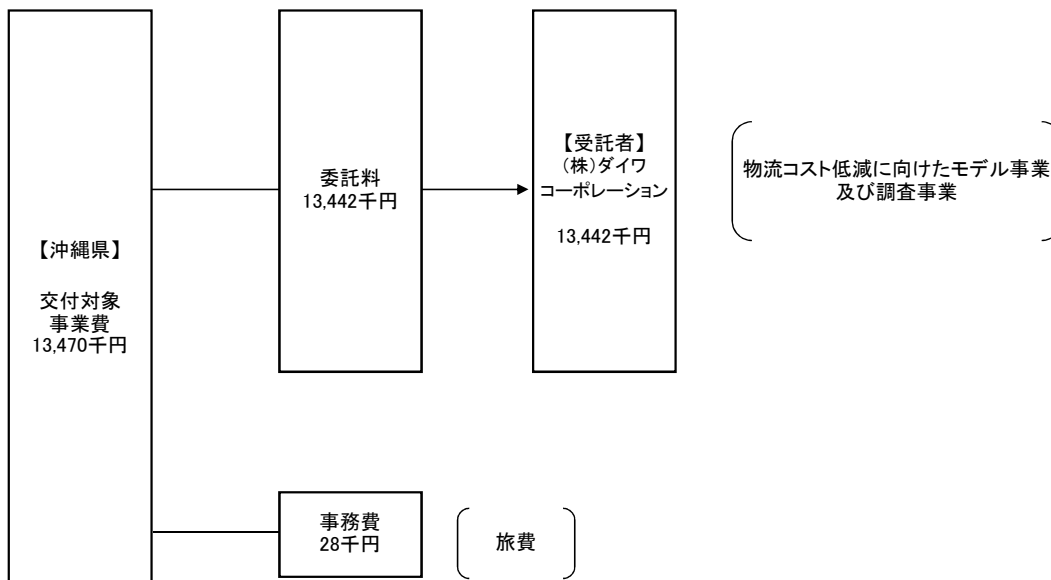 【沖縄県】
交付対象
事業費
13,470千円
委託料
13,442千円
【受託者】
(株)ダイワ
コーポレーション
13,442千円
物流コスト低減に向けたモデル事業
及び調査事業
事務費
28千円
旅費